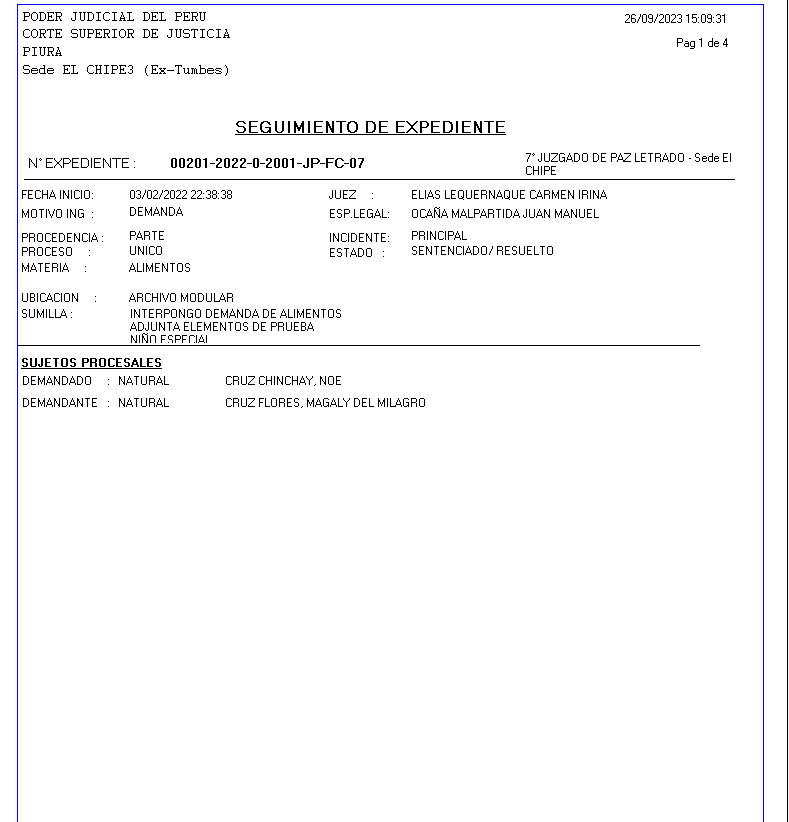 PODER JUDICIAL DEL PERU
26/09/2023 15:09:31
CORTE SUPERIOR DE JUSTICIA
Pag 1 de 4
PIURA
Sede EL CHIPE3 (Ex-Tumbes)
SEGUIMIENTO DE EXPEDIENTE
N° EXPEDIENTE : 00201-2022-0-2001-JP-FC-07
7° JUZGADO DE PAZ LETRADO - Sede El
CHIPE
FECHA INICIO: 03/02/2022 22:38:38 JUEZ : ELIAS LEQUERNAQUE CARMEN IRINA
MOTIVO ING : DEMANDA ESP.LEGAL: OCAÑA MALPARTIDA JUAN MANUEL
PROCEDENCIA : PARTE INCIDENTE: PRINCIPAL
PROCESO : UNICO ESTADO : SENTENCIADO/ RESUELTO
MATERIA : ALIMENTOS
UBICACION : ARCHIVO MODULAR
SUMILLA : INTERPONGO DEMANDA DE ALIMENTOS
ADJUNTA ELEMENTOS DE PRUEBA
NIÑO ESPECIAL
SUJETOS PROCESALES
DEMANDADO : NATURAL CRUZ CHINCHAY, NOE
DEMANDANTE : NATURAL CRUZ FLORES, MAGALY DEL MILAGRO